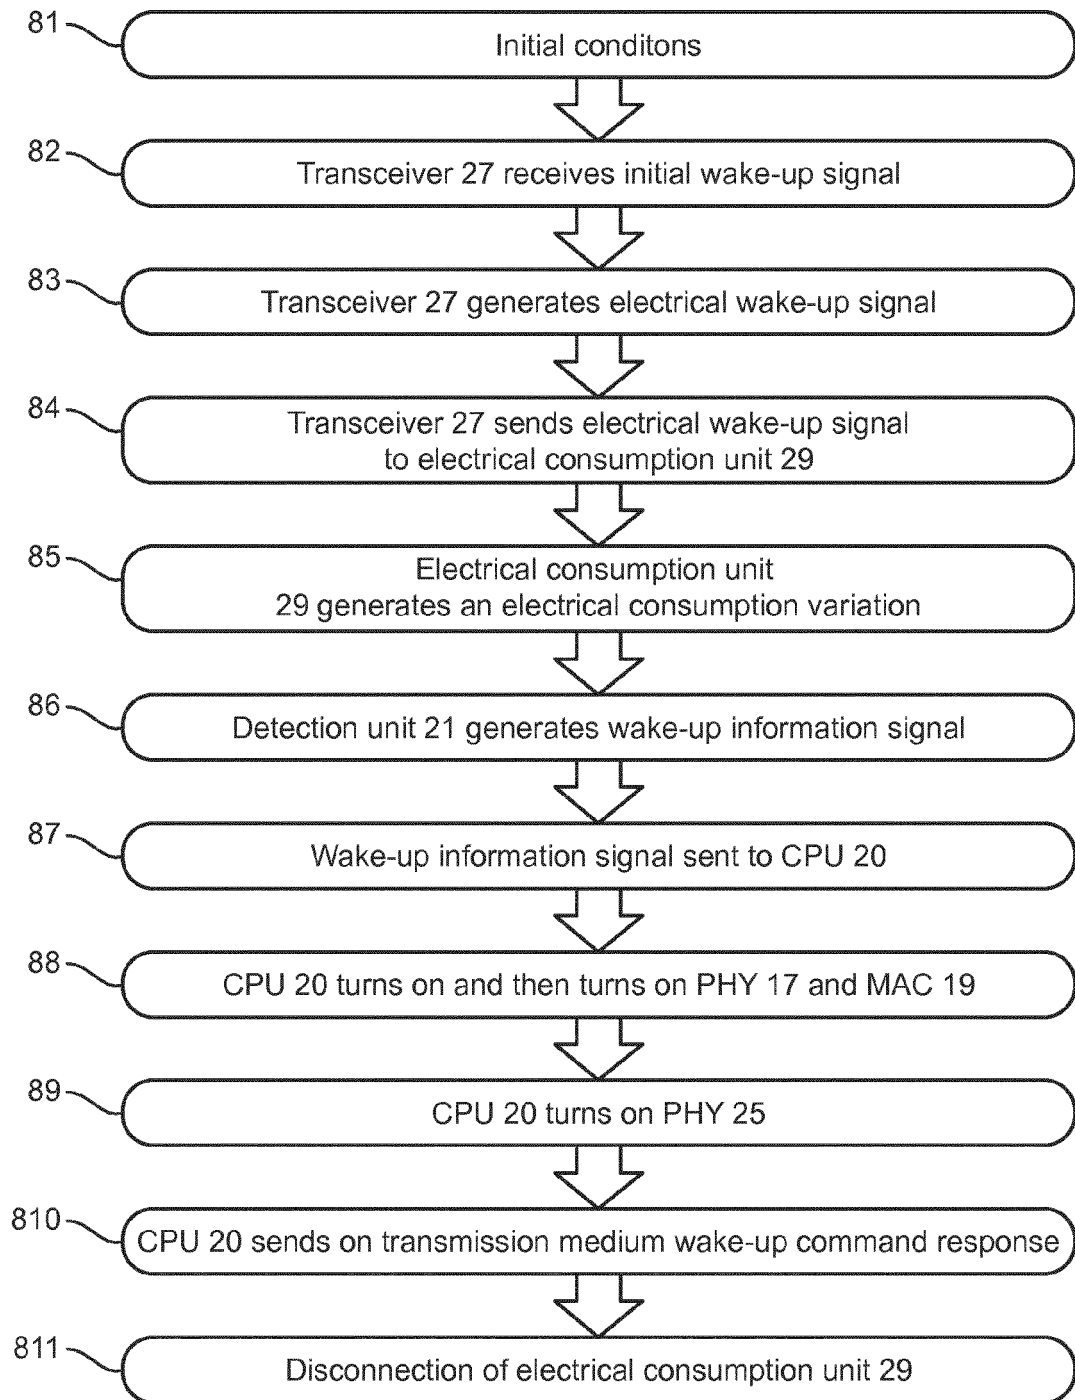 81
Initial conditons
82
Transceiver 27 receives initial wake-up signal
83
Transceiver 27 generates electrical wake-up signal
84
Transceiver 27 sends electrical wake-up signal
to electrical consumption unit 29
85
Electrical consumption unit
29 generates an electrical consumption variation
86
Detection unit 21 generates wake-up information signal
87
Wake-up information signal sent to CPU 20
88
CPU 20 turns on and then turns on PHY 17 and MAC 19
89
CPU 20 turns on PHY 25
810
CPU 20 sends on transmission medium wake-up command response
811
Disconnection of electrical consumption unit 29